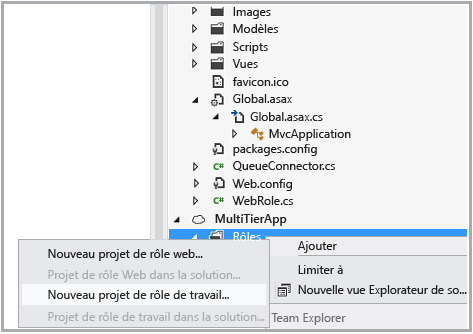 Images
Modèles
Scripts
Vues
favicon.ico
Global.asax
Global.asax.cs
MvcApplication
packages.config
C# QueueConnector.cs
Web.config
C# WebRole.cs
MultiTierApp
Rôles
Ajouter
Limiter à
Nouvelle vue Explorateur de so...
Nouveau projet de rôle web...
Projet de rôle Web dans la solution...
Nouveau projet de rôle de travail...
Projet de rôle de travail dans la solution...
Team Explorer